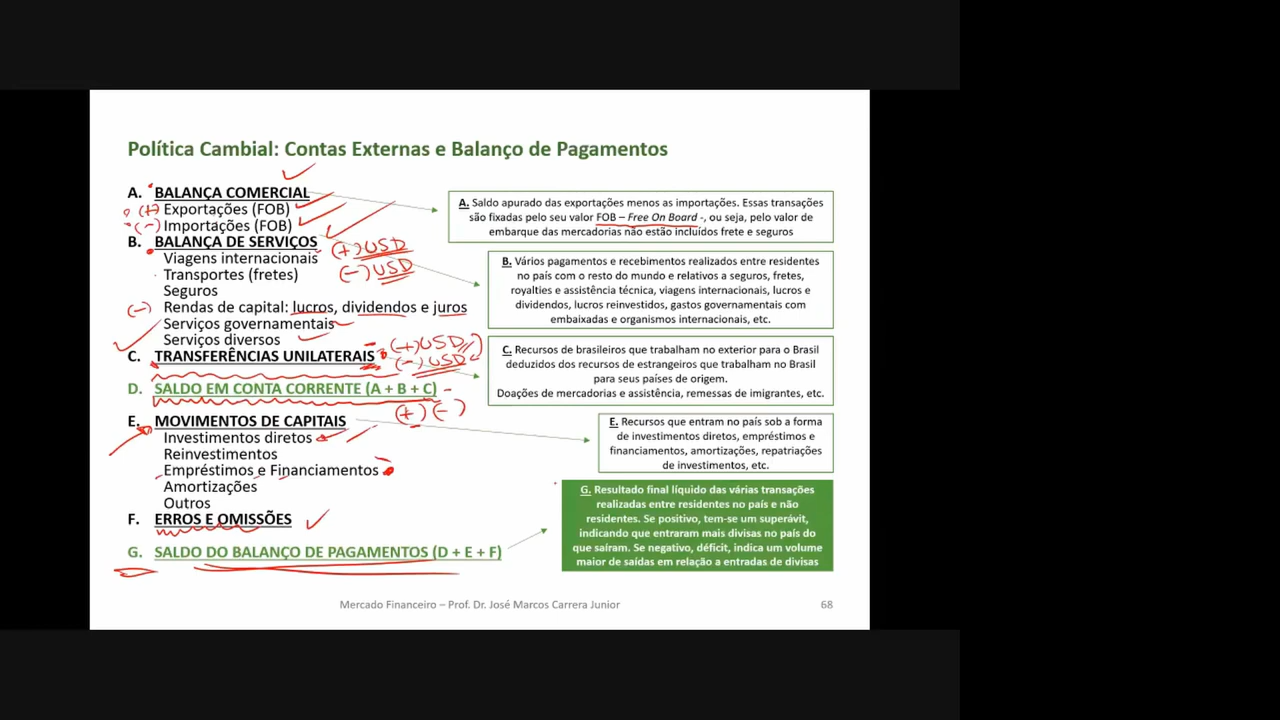 Política Cambial: Contas Externas e Balanço de Pagamentos
A. BALANÇA COMERCIAL
(+) Exportações (FOB)
(-) Importações (FOB)
B. BALANÇA DE SERVIÇOS
(+) USD
Viagens internacionais
(-) USD
Transportes (fretes)
Seguros
(-) Rendas de capital: lucros, dividendos e juros
Serviços governamentais
Serviços diversos
(+) USD
C. TRANSFERÊNCIAS UNILATERAIS
(-) USD
D. SALDO EM CONTA CORRENTE (A + B + C)
(+) (-)
E. MOVIMENTOS DE CAPITAIS
Investimentos diretos
Reinvestimentos
Empréstimos e Financiamentos
Amortizações
Outros
F. ERROS E OMISSÕES
G. SALDO DO BALANÇO DE PAGAMENTOS (D + E + F)
A. Saldo apurado das exportações menos as importações. Essas transações
são fixadas pelo seu valor FOB – Free On Board -, ou seja, pelo valor de
embarque das mercadorias não estão incluídos frete e seguros
B. Vários pagamentos e recebimentos realizados entre residentes
no país com o resto do mundo e relativos a seguros, fretes,
royalties e assistência técnica, viagens internacionais, lucros e
dividendos, lucros reinvestidos, gastos governamentais com
embaixadas e organismos internacionais, etc.
C. Recursos de brasileiros que trabalham no exterior para o Brasil
deduzidos dos recursos de estrangeiros que trabalham no Brasil
para seus países de origem.
Doações de mercadorias e assistência, remessas de imigrantes, etc.
E. Recursos que entram no país sob a forma
de investimentos diretos, empréstimos e
financiamentos, amortizações, repatriações
de investimentos, etc.
G. Resultado final líquido das várias transações
realizadas entre residentes no país e não
residentes. Se positivo, tem-se um superávit,
indicando que entraram mais divisas no país do
que saíram. Se negativo, déficit, indica um volume
maior de saídas em relação a entradas de divisas
Mercado Financeiro – Prof. Dr. José Marcos Carrera Junior
68